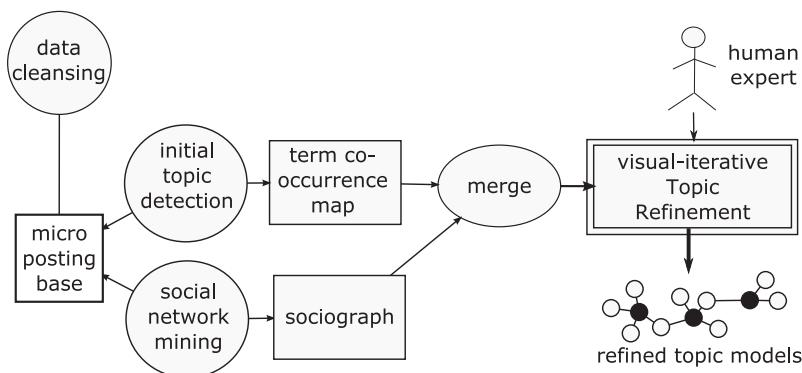 data
cleansing
human
expert
initial
topic
detection
term co-
occurrence
map
merge
visual-iterative
Topic
Refinement
micro
posting
base
social
network
mining
sociograph
refined topic models